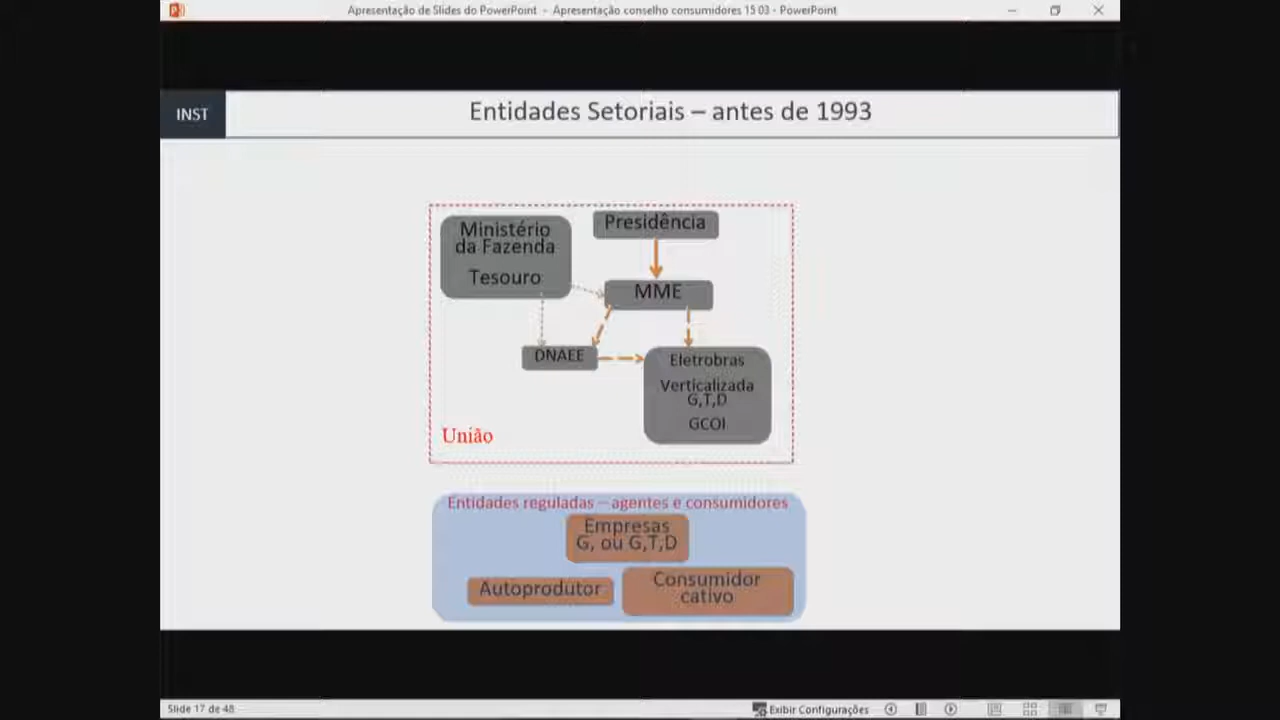 Apresentação de Slides do PowerPoint - Apresentação conselho consumidores 15 03 - PowerPoint
INST
Entidades Setoriais – antes de 1993
Ministério
da Fazenda
Tesouro
Presidência
MME
DNAEE
Eletrobras
Verticalizada
G,T,D
GCOI
União
Entidades reguladas – agentes e consumidores
Empresas
G, ou G,T,D
Autoprodutor
Consumidor
cativo
Slide 17 de 48
Exibir Configurações